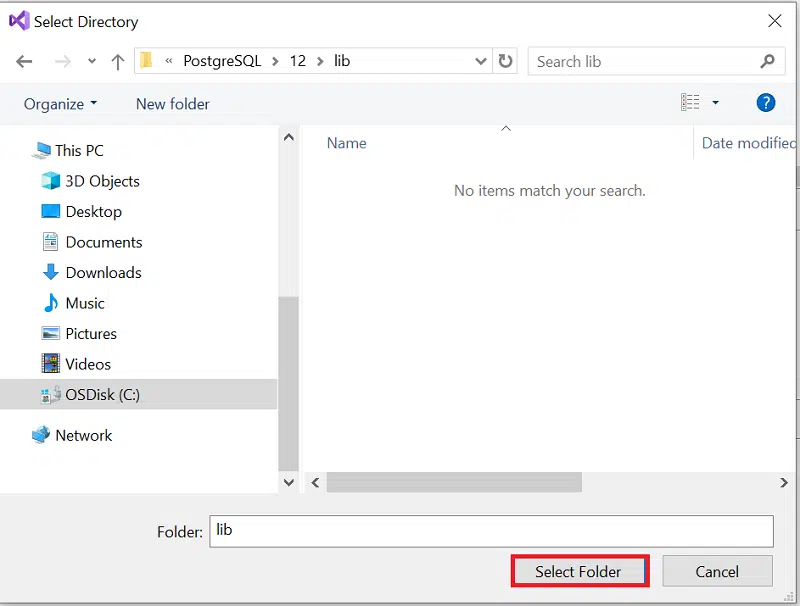 Select Directory
« PostgreSQL > 12 > lib
Search lib
Organize
New folder
?
Name
Date modified
No items match your search.
This PC
3D Objects
Desktop
Documents
Downloads
Music
Pictures
Videos
OSDisk (C:)
Network
Folder: lib
Select Folder
Cancel